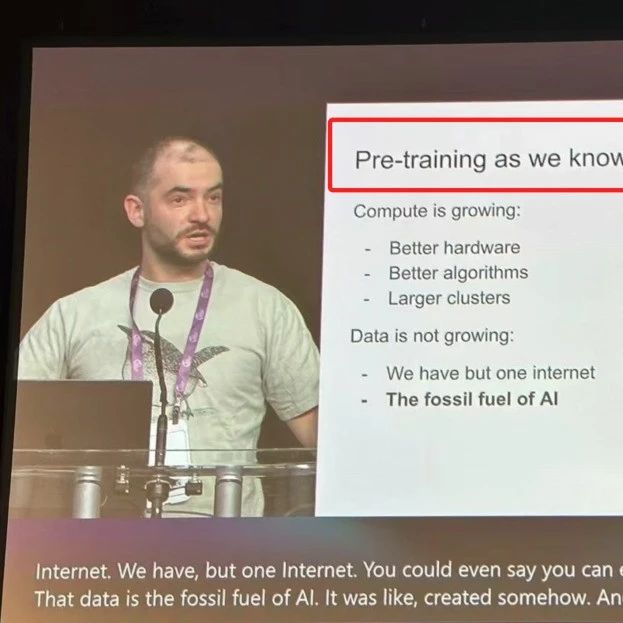 Pre-training as we know
Compute is growing:
- Better hardware
- Better algorithms
- Larger clusters
Data is not growing:
- We have but one internet
- The fossil fuel of AI
Internet. We have, but one Internet. You could even say you can
That data is the fossil fuel of AI. It was like, created somehow. An